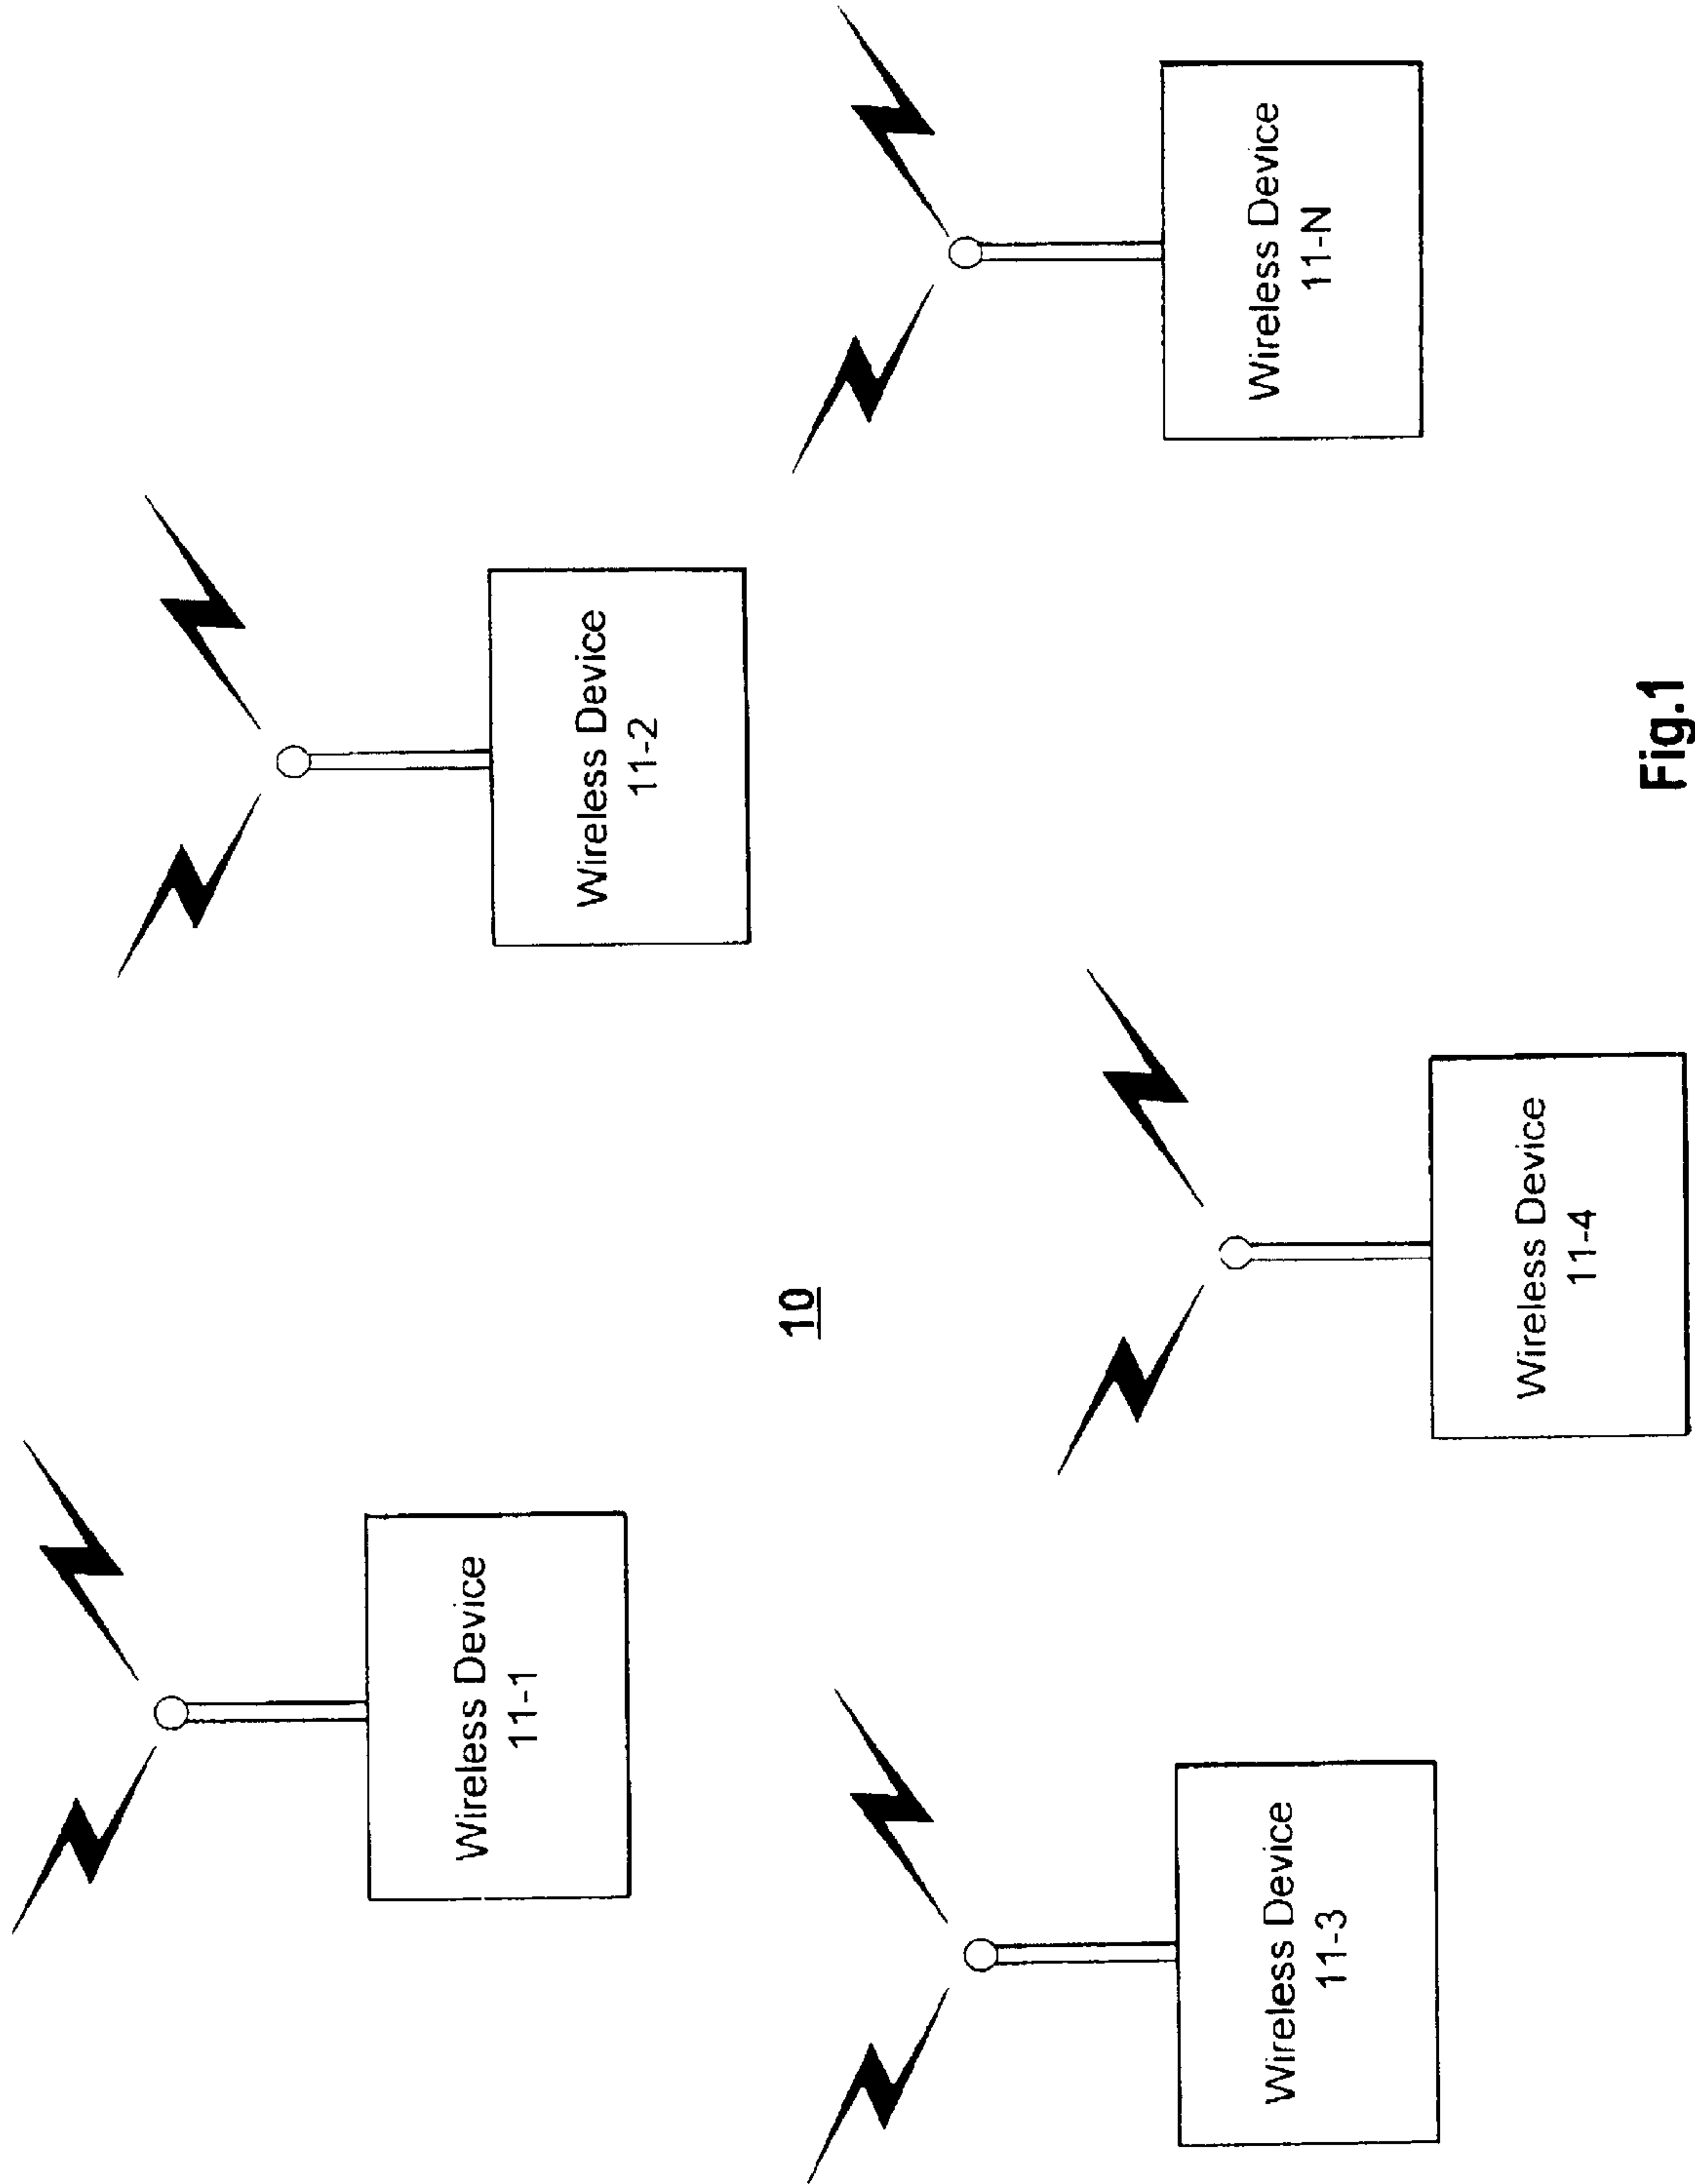 Wireless Device
11-1
Wireless Device
11-2
10
Wireless Device
11-3
Wireless Device
11-4
Wireless Device
11-N
Fig.1